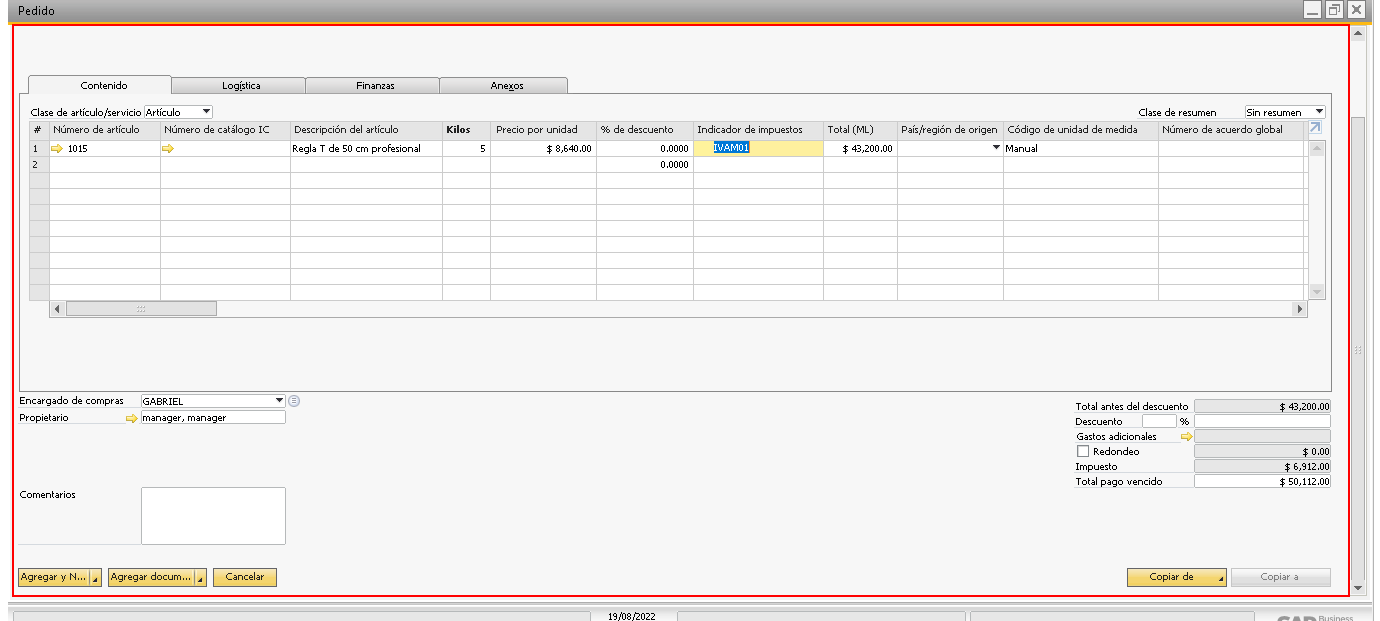 Pedido
Contenido Logística Finanzas Anexos
Clase de artículo/servicio Artículo Clase de resumen Sin resumen
# Número de artículo Número de catálogo IC Descripción del artículo Kilos Precio por unidad % de descuento Indicador de impuestos Total (ML) País/región de origen Código de unidad de medida Número de acuerdo global
1 1015 Regla T de 50 cm profesional 5 $ 8,640.00 0.0000 IVAM01 $ 43,200.00 Manual
2 0.0000
Encargado de compras GABRIEL
Propietario manager, manager
Total antes del descuento $ 43,200.00
Descuento %
Gastos adicionales
Redondeo $ 0.00
Impuesto $ 6,912.00
Total pago vencido $ 50,112.00
Comentarios
Agregar y N... Agregar docum... Cancelar Copiar de Copiar a
19/08/2022
SAP Business